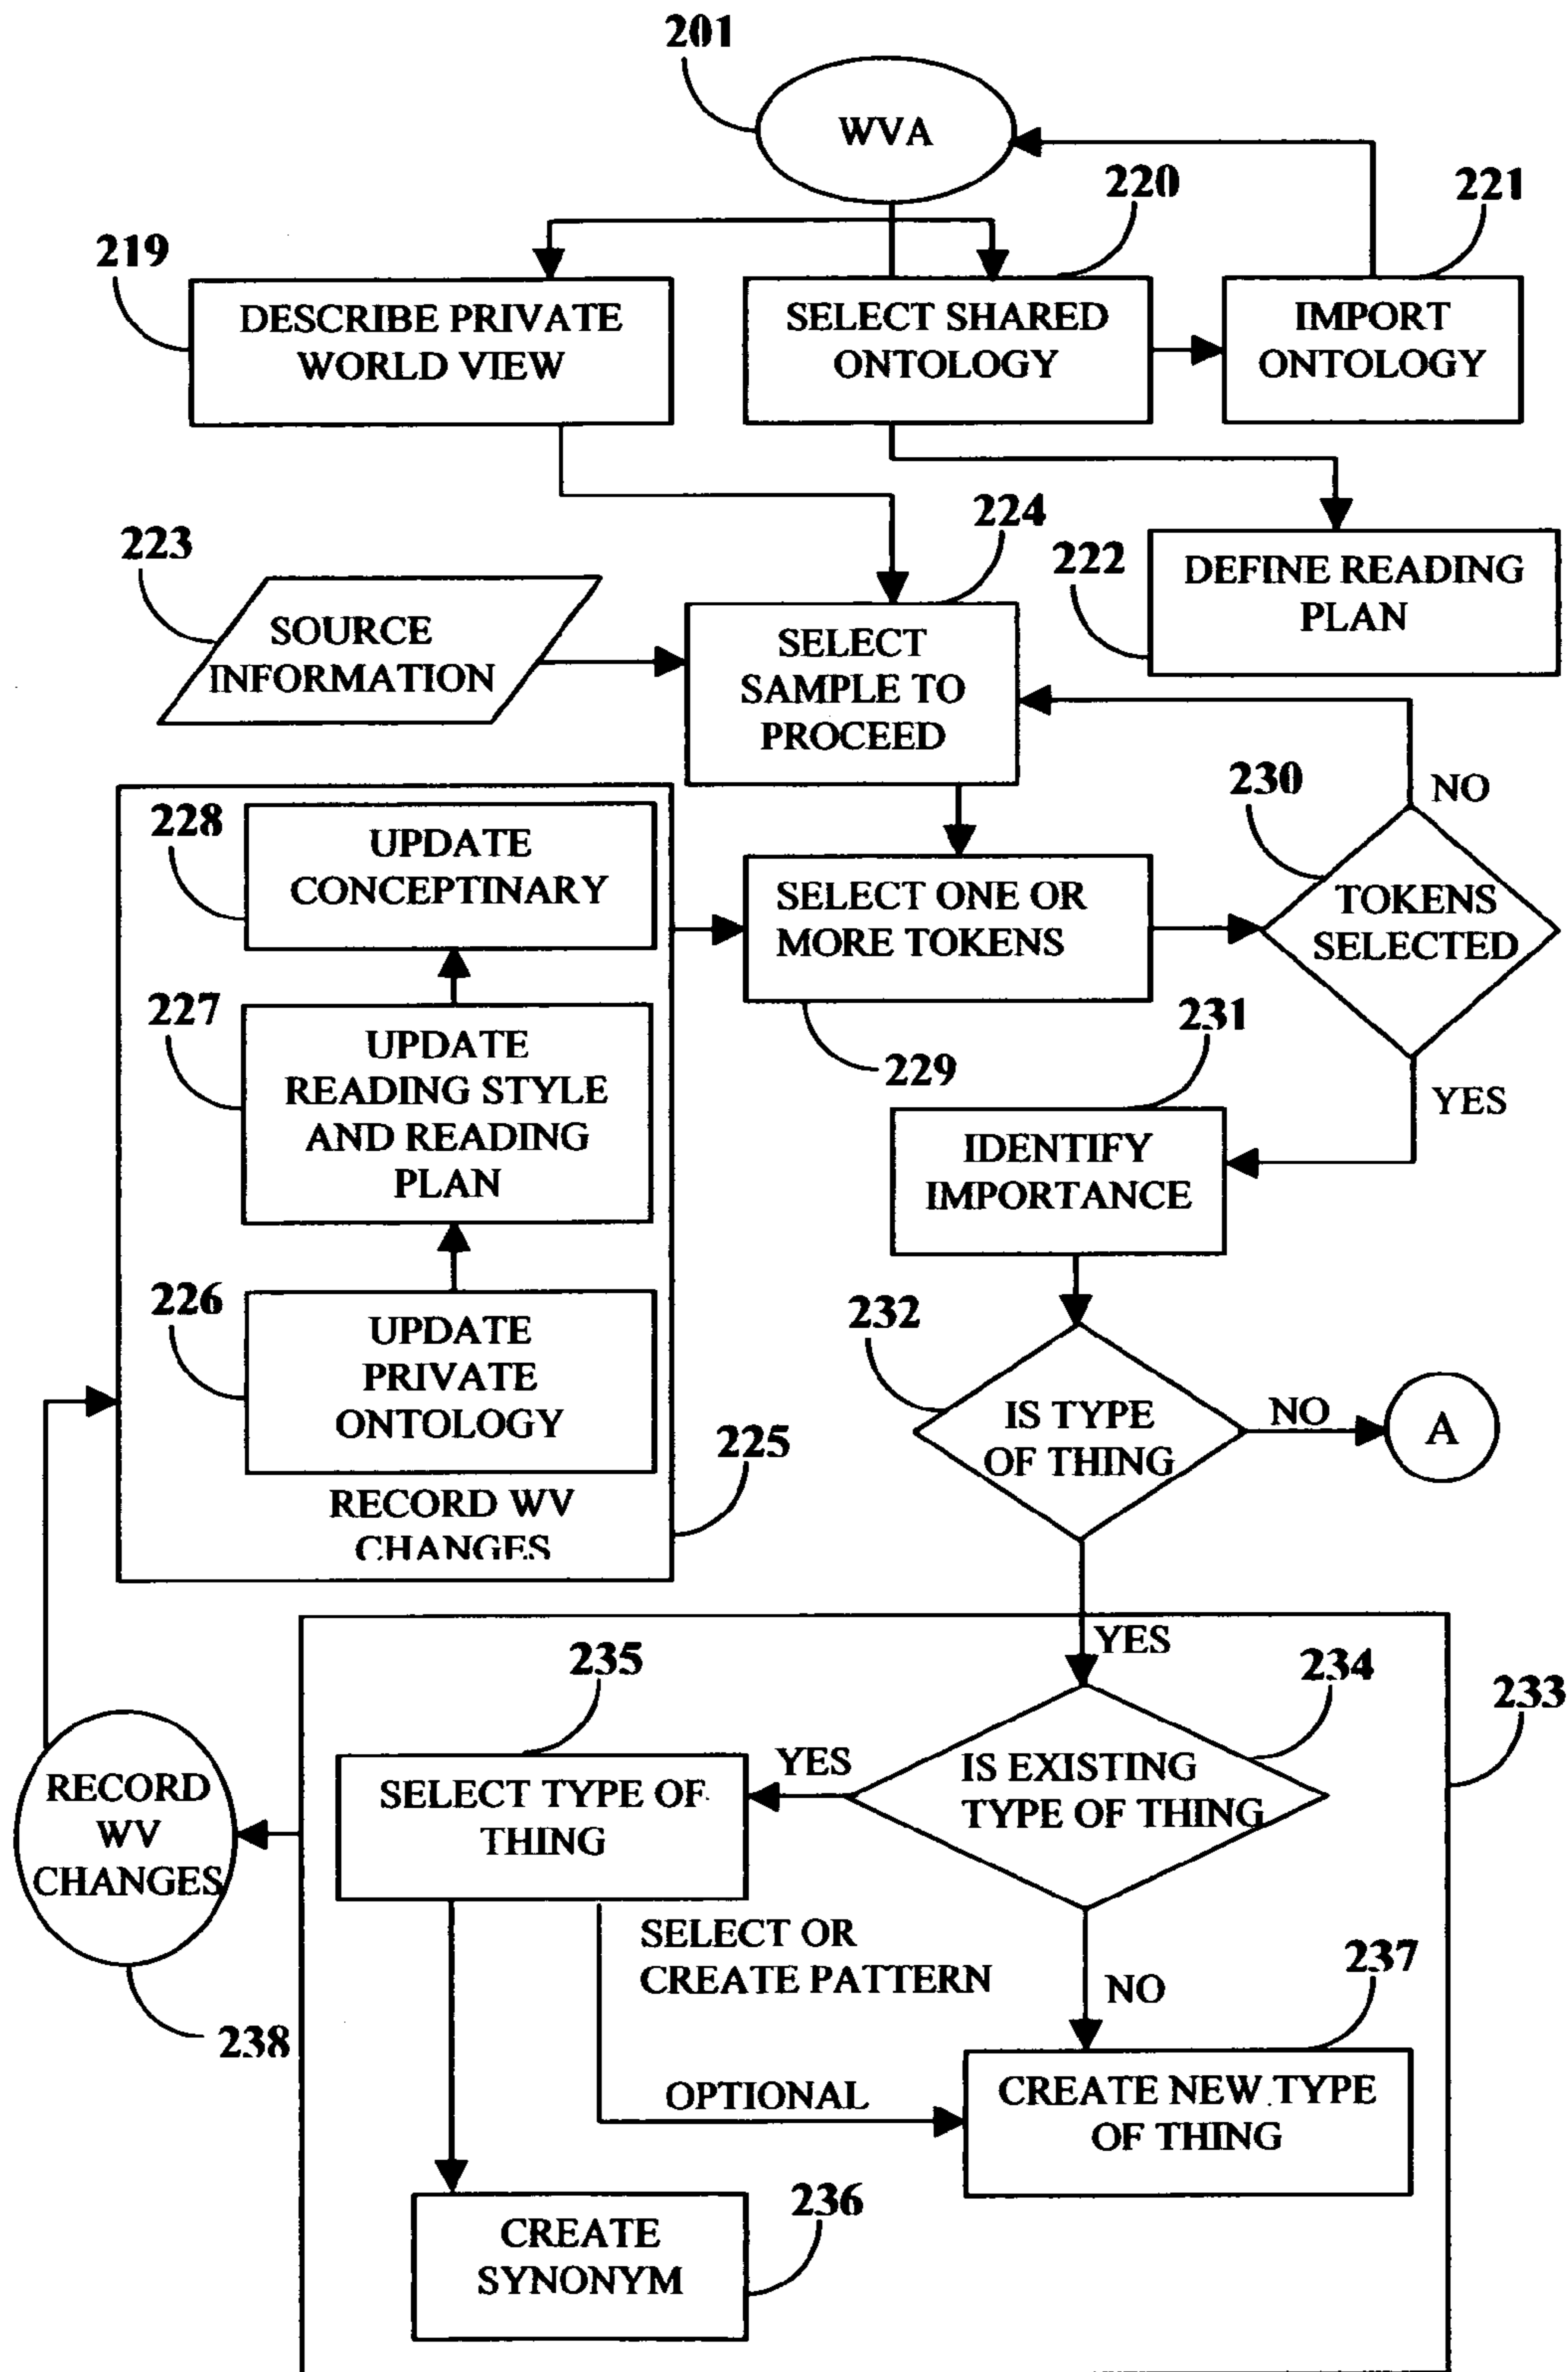 201
WVA
220
221
219
DESCRIBE PRIVATE
WORLD VIEW
SELECT SHARED
ONTOLOGY
IMPORT
ONTOLOGY
224
223
222
DEFINE READING
PLAN
SOURCE
INFORMATION
SELECT
SAMPLE TO
PROCEED
230
NO
228
UPDATE
CONCEPTINARY
SELECT ONE OR
MORE TOKENS
TOKENS
SELECTED
227
231
229
UPDATE
READING STYLE
AND READING
PLAN
YES
IDENTIFY
IMPORTANCE
226
232
UPDATE
PRIVATE
ONTOLOGY
IS TYPE
OF THING
NO
A
225
RECORD WV
CHANGES
YES
235
234
233
YES
RECORD
WV
CHANGES
SELECT TYPE OF
THING
IS EXISTING
TYPE OF THING
SELECT OR
CREATE PATTERN
237
NO
238
OPTIONAL
CREATE NEW TYPE
OF THING
236
CREATE
SYNONYM